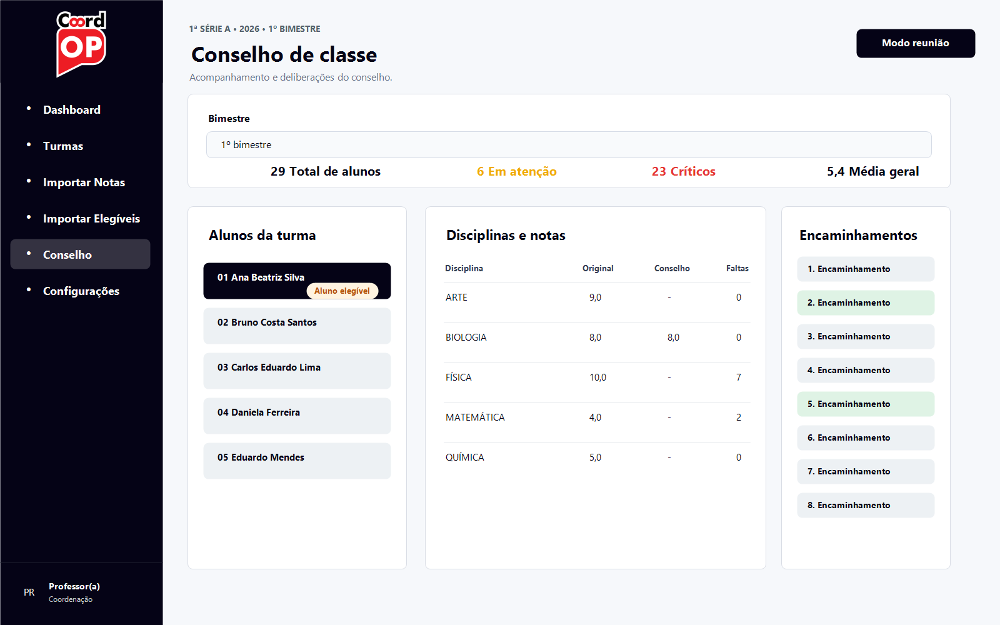 Coord
OP
Dashboard
Turmas
Importar Notas
Importar Elegíveis
Conselho
Configurações
PR
Professor(a)
Coordenação
1ª SÉRIE A • 2026 • 1º BIMESTRE
Conselho de classe
Acompanhamento e deliberações do conselho.
Modo reunião
Bimestre
1º bimestre
29 Total de alunos
6 Em atenção
23 Críticos
5,4 Média geral
Alunos da turma
01 Ana Beatriz Silva
Aluno elegível
02 Bruno Costa Santos
03 Carlos Eduardo Lima
04 Daniela Ferreira
05 Eduardo Mendes
Disciplinas e notas
Disciplina Original Conselho Faltas
ARTE 9,0 - 0
BIOLOGIA 8,0 8,0 0
FÍSICA 10,0 - 7
MATEMÁTICA 4,0 - 2
QUÍMICA 5,0 - 0
Encaminhamentos
1. Encaminhamento
2. Encaminhamento
3. Encaminhamento
4. Encaminhamento
5. Encaminhamento
6. Encaminhamento
7. Encaminhamento
8. Encaminhamento